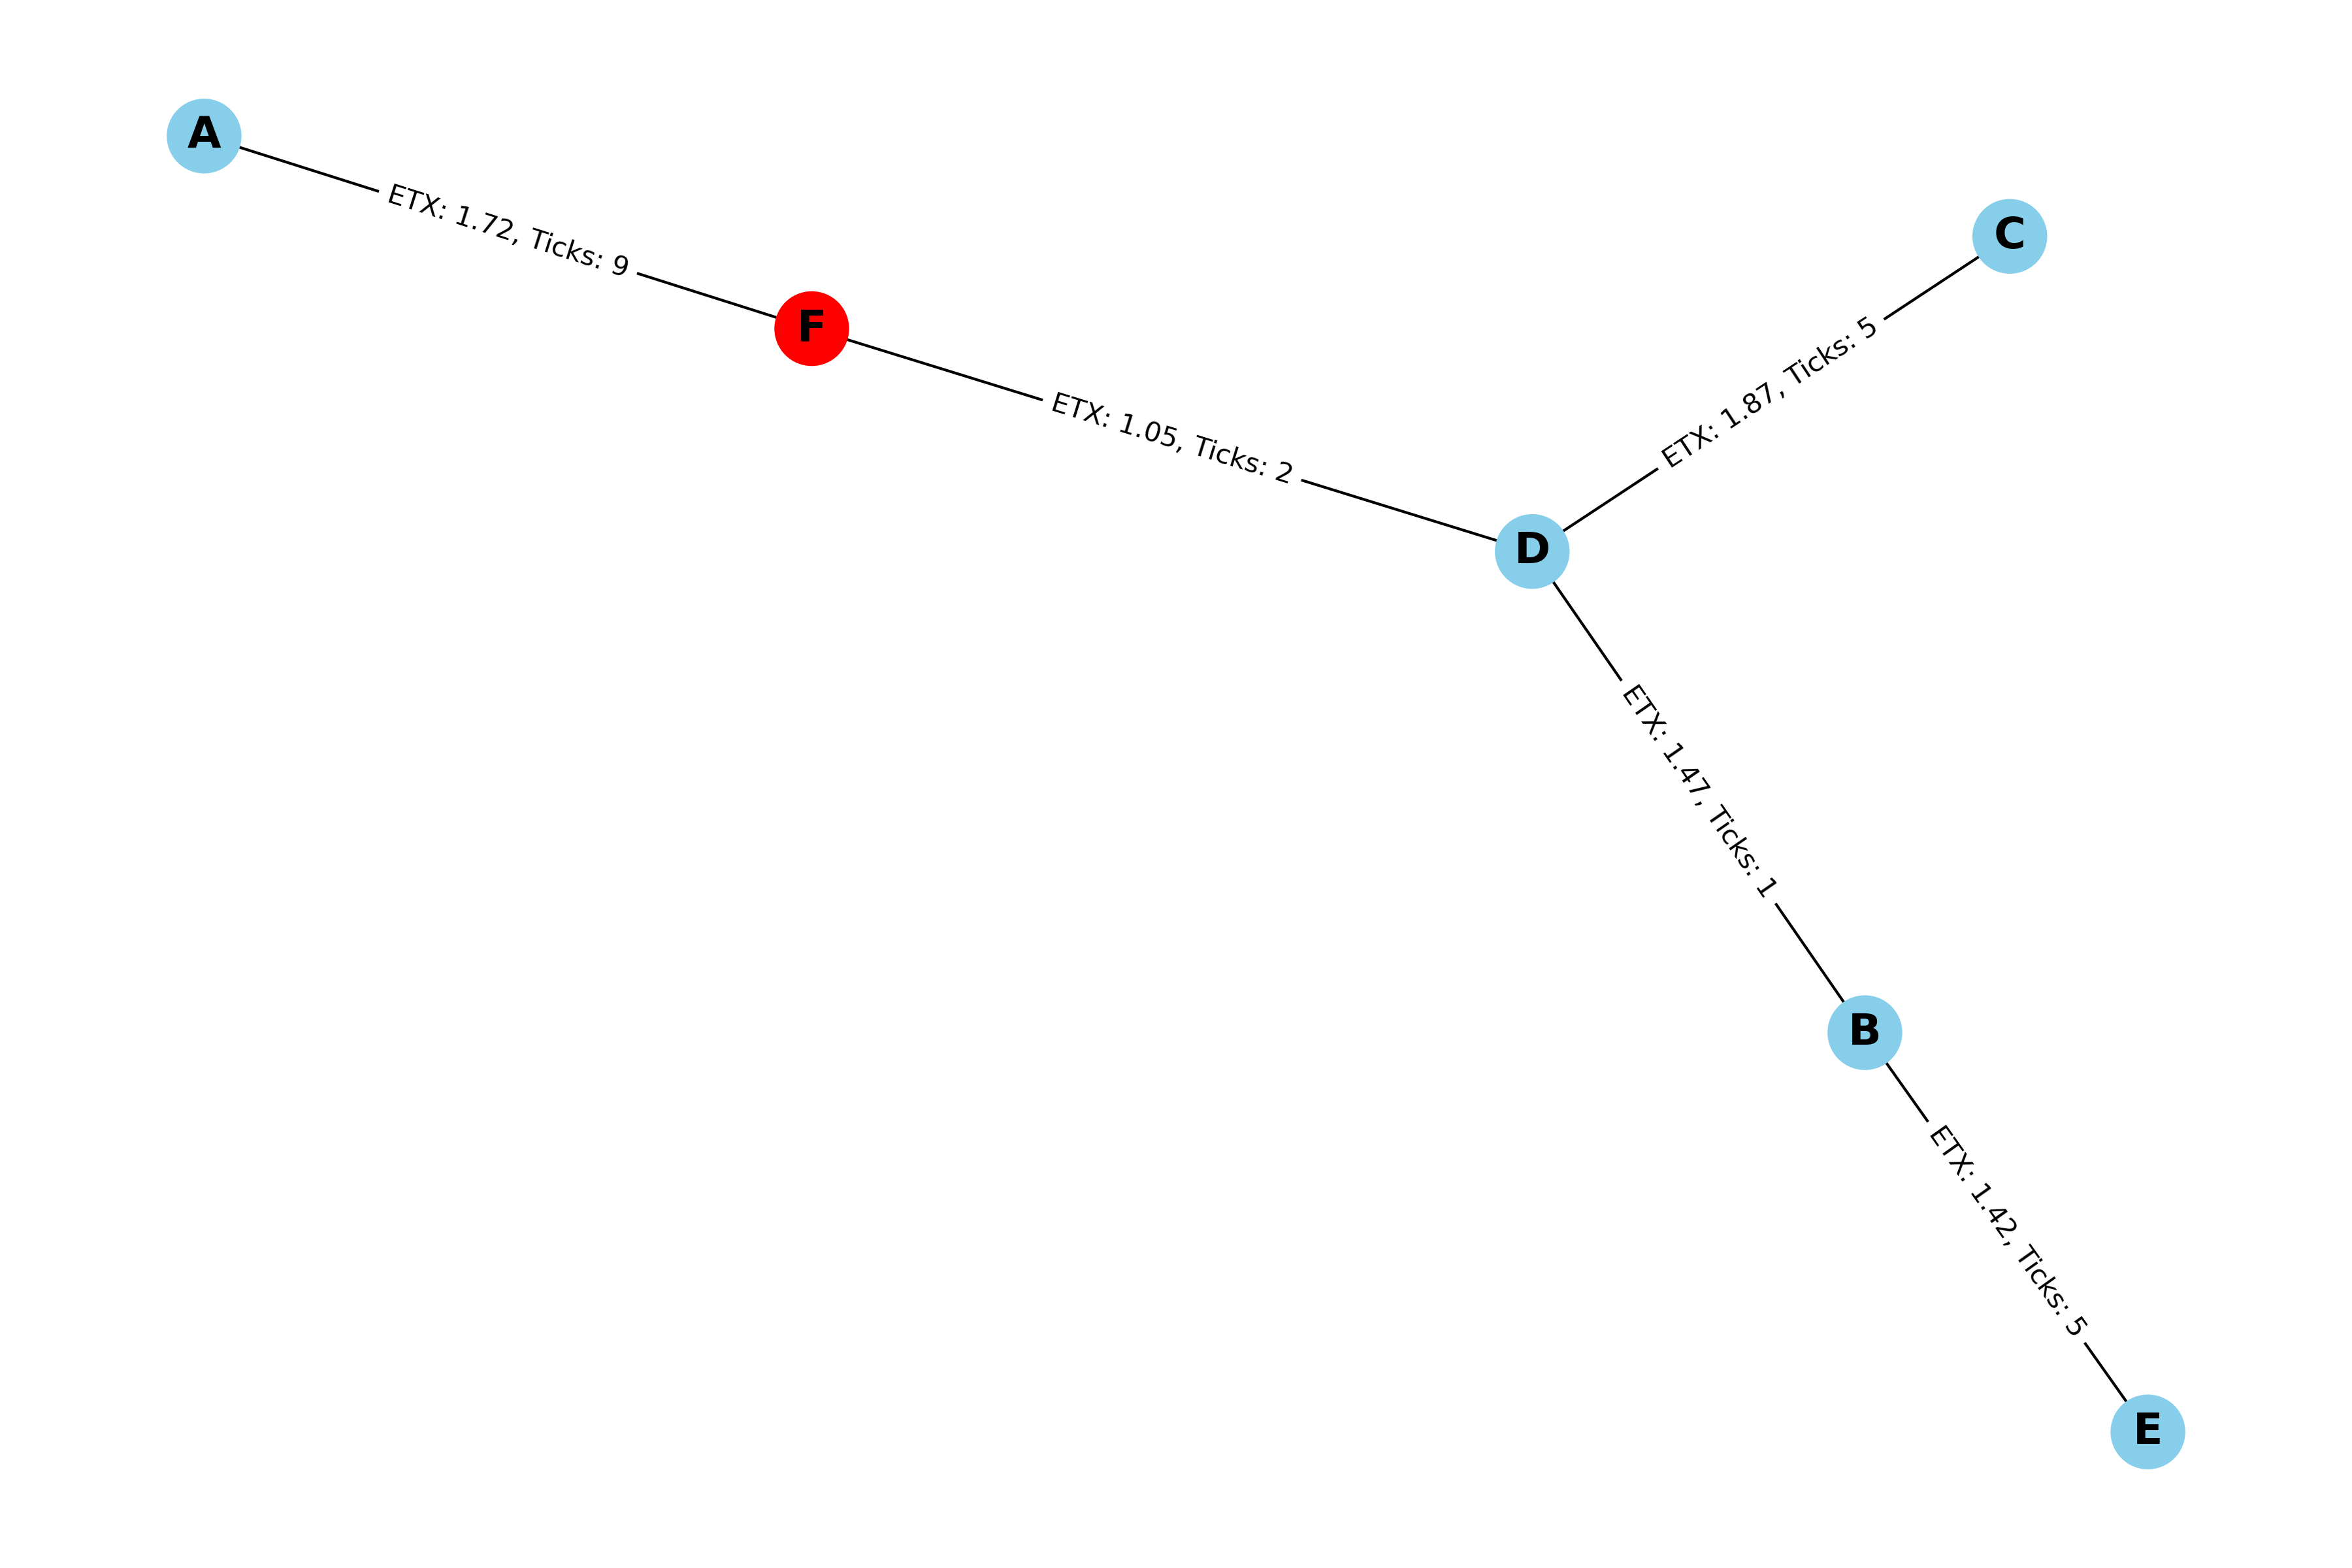 A
ETX: 1.72, Ticks: 9
C
F
ETX: 1.87, Ticks: 5
ETX: 1.05, Ticks: 2
D
ETX: 1.47, Ticks: 1
B
ETX: 1.42, Ticks: 5
E